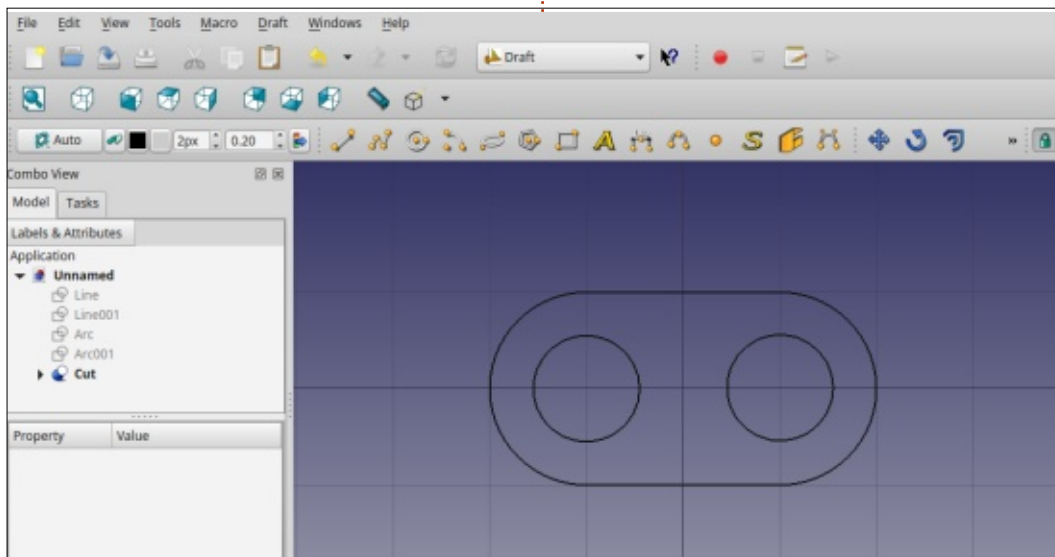 File Edit View Tools Macro Draft Windows Help
Draft
Auto 2px 0.20
Combo View
Model Tasks
Labels & Attributes
Application
Unnamed
Line
Line001
Arc
Arc001
Cut
Property Value